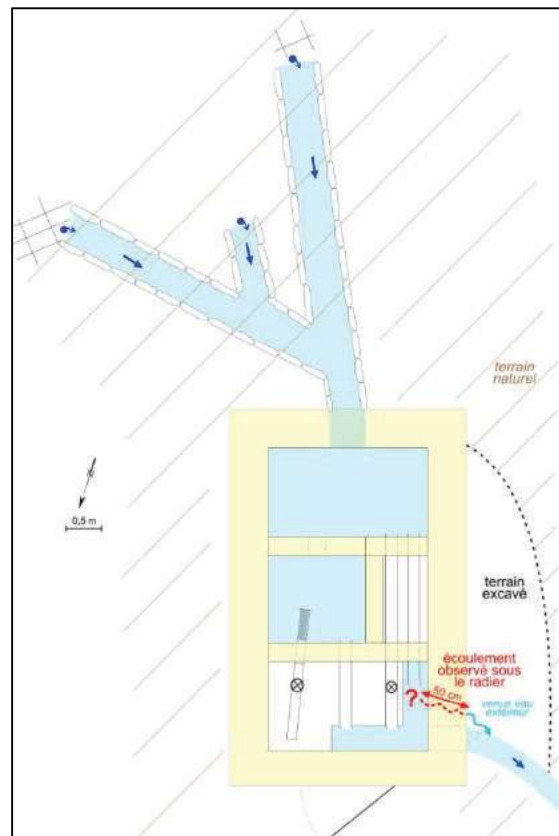 terrain
naturel
0,5 m
terrain
excavé
écoulement
observé sous
le radier
50 cm
?
venue eau
extérieur